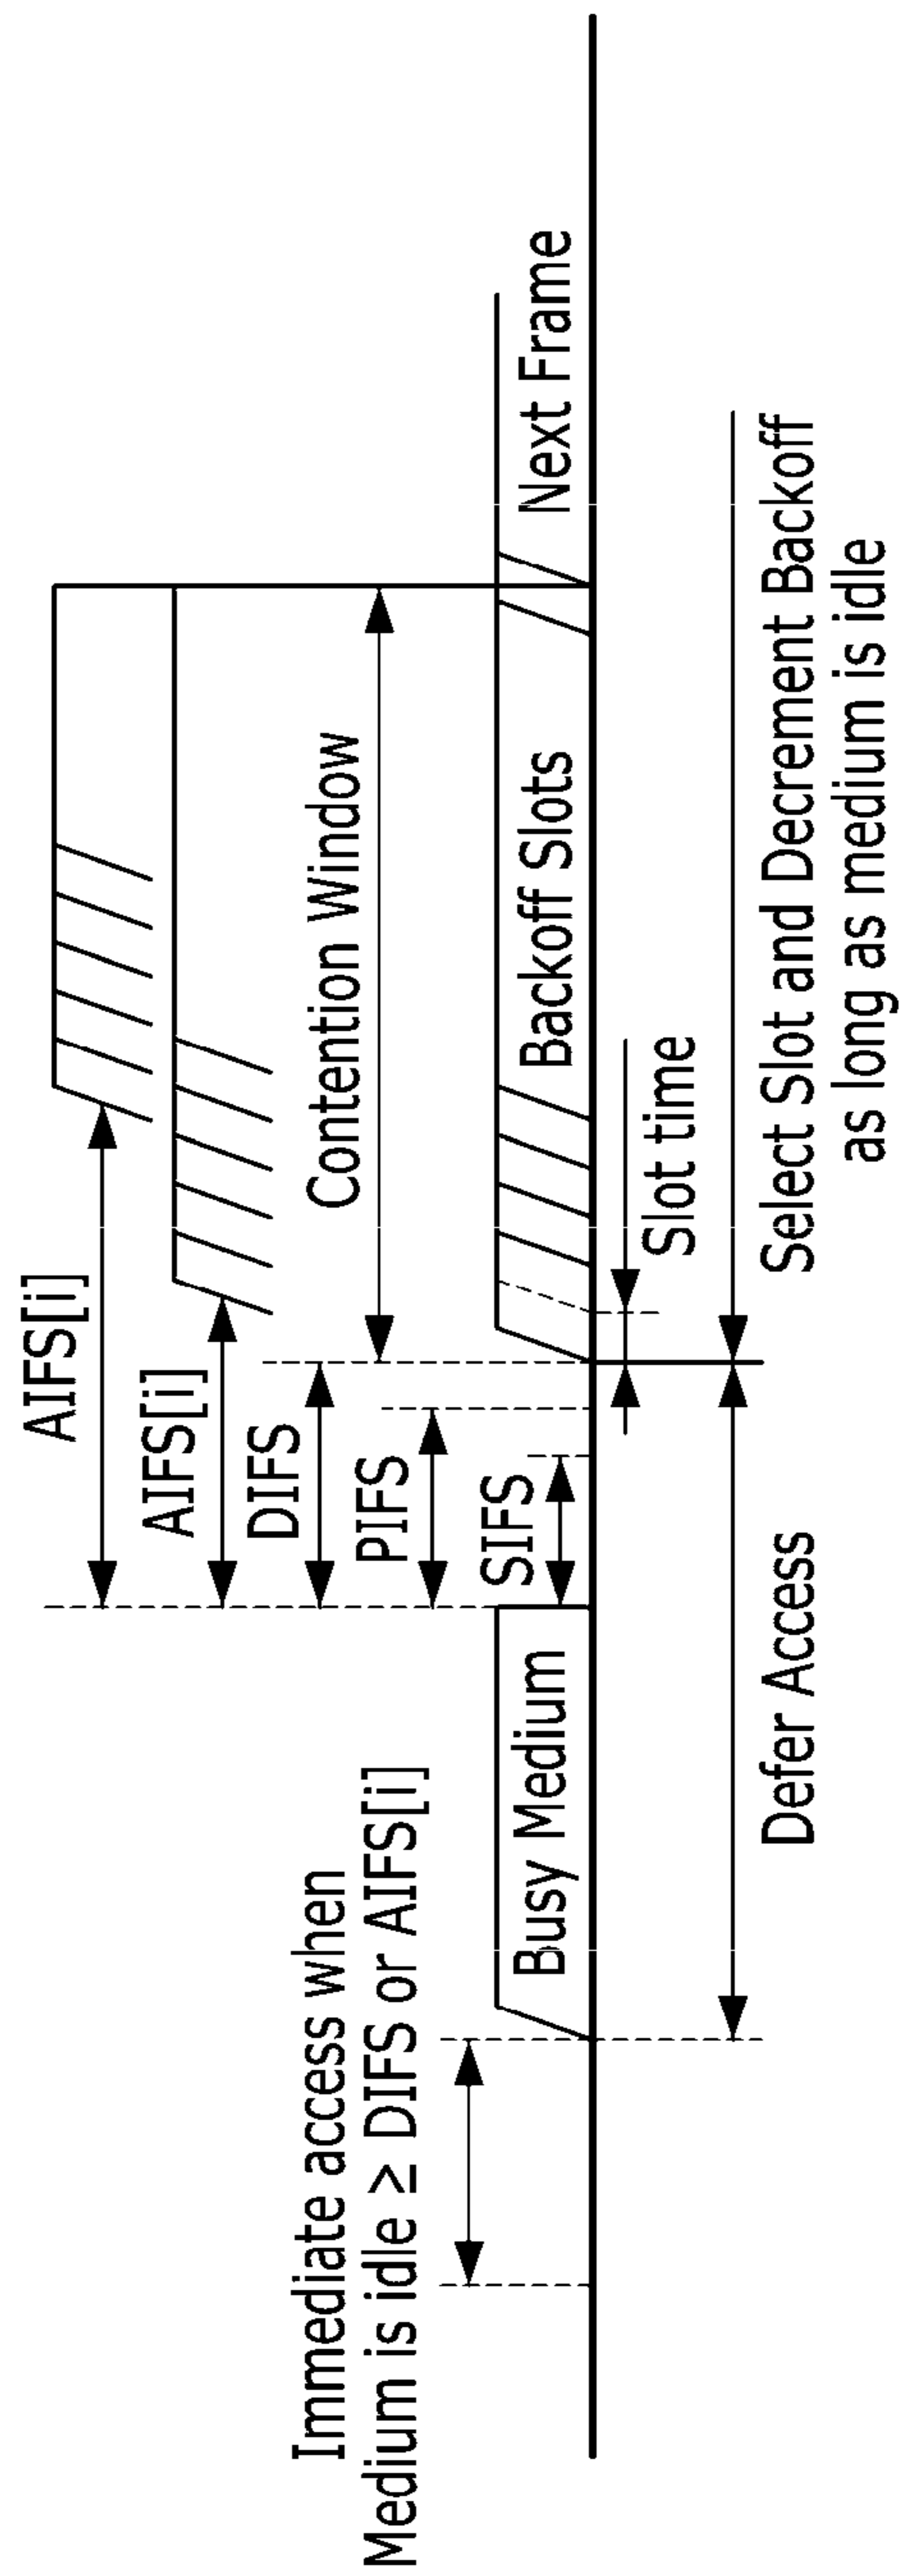 AIFS[i]
AIFS[i]
Immediate access when
Medium is idle ≥ DIFS or AIFS[i]
DIFS
Contention Window
PIFS
SIFS
Busy Medium
Backoff Slots
Next Frame
Slot time
Defer Access
Select Slot and Decrement Backoff
as long as medium is idle